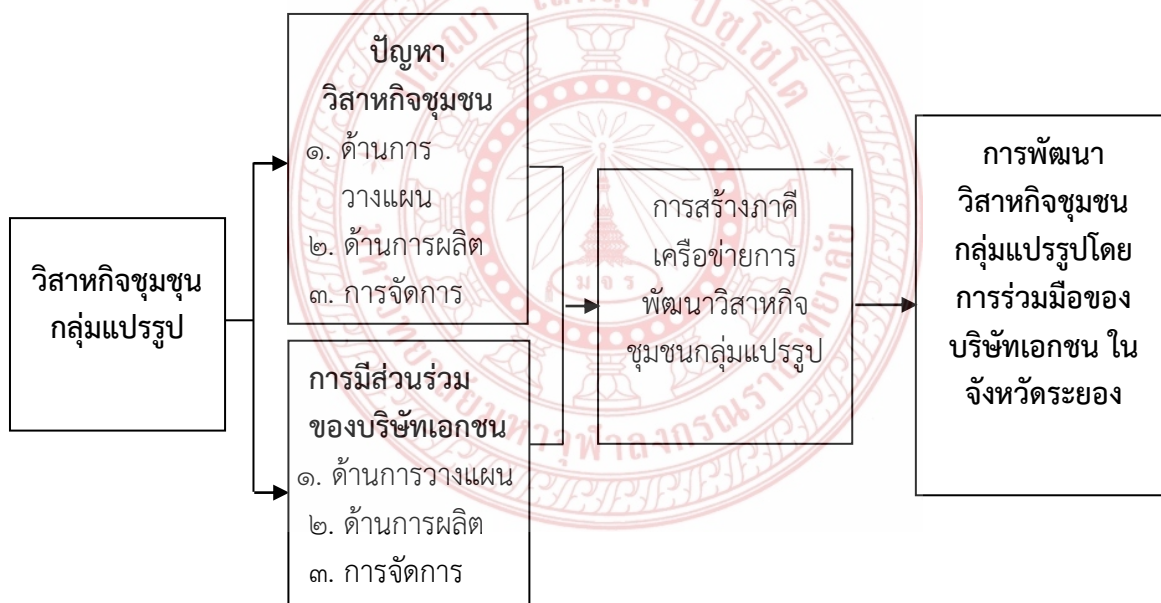 วิสาหกิจชุมชุน
กลุ่มแปรรูป
ปัญหา
วิสาหกิจชุมชน
๑. ด้านการ
วางแผน
๒. ด้านการผลิต
๓. การจัดการ
การมีส่วนร่วม
ของบริษัทเอกชน
๑. ด้านการวางแผน
๒. ด้านการผลิต
๓. การจัดการ
การสร้างภาคี
เครือข่ายการ
พัฒนาวิสาหกิจ
ชุมชนกลุ่มแปรรูป
การพัฒนา
วิสาหกิจชุมชน
กลุ่มแปรรูปโดย
การร่วมมือของ
บริษัทเอกชน ใน
จังหวัดระยอง
ม จ ร